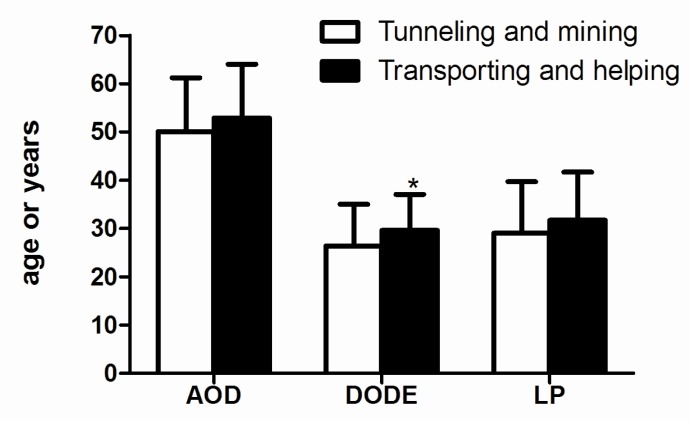 Tunneling and mining
Transporting and helping
age or years
70
60
50
40
30
20
10
0
*
AOD DODE LP